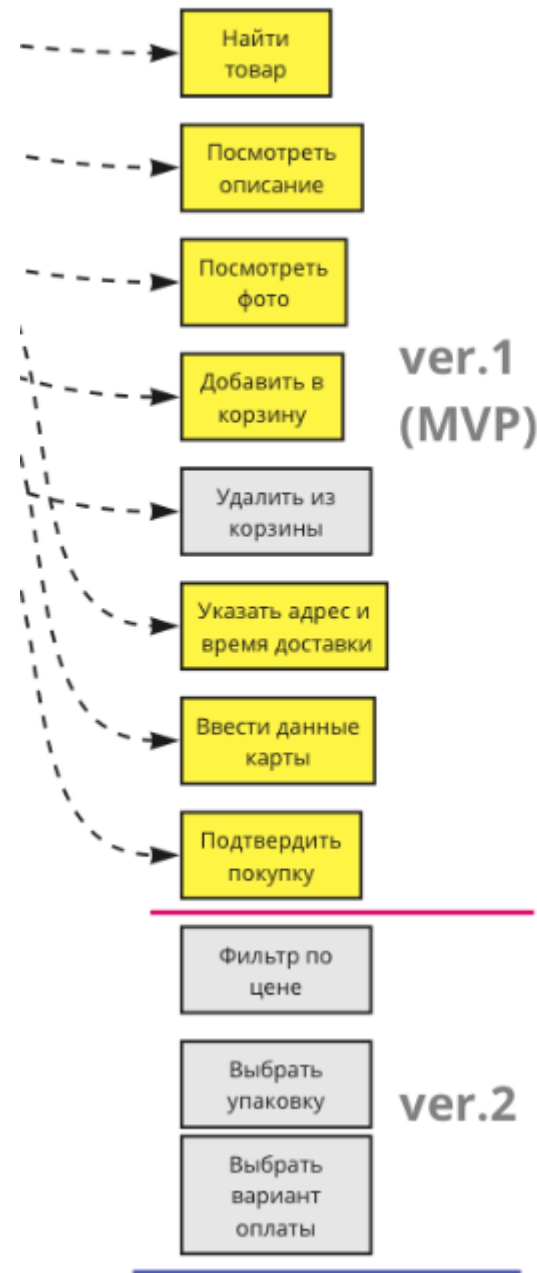 Найти
товар
Посмотреть
описание
Посмотреть
фото
ver.1
(MVP)
Добавить в
корзину
Удалить из
корзины
Указать адрес и
время доставки
Ввести данные
карты
Подтвердить
покупку
Фильтр по
цене
Выбрать
упаковку
ver.2
Выбрать
вариант
оплаты